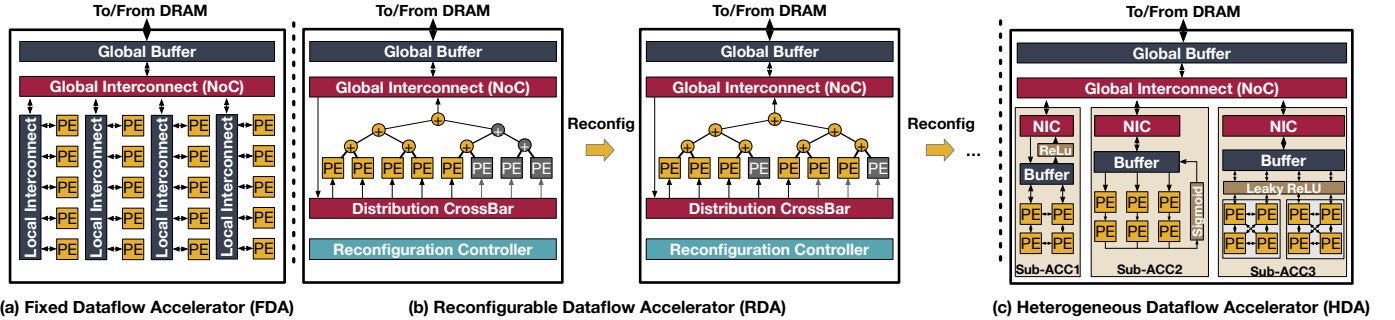 To/From DRAM
Global Buffer
Global Interconnect (NoC)
Local Interconnect
PE
PE
PE
PE
PE
Local Interconnect
PE
PE
PE
PE
PE
Local Interconnect
PE
PE
PE
PE
PE
Local Interconnect
PE
PE
PE
PE
PE
(a) Fixed Dataflow Accelerator (FDA)
To/From DRAM
Global Buffer
Global Interconnect (NoC)
+
+ +
+ + + +
PE PE PE PE PE PE PE PE
Distribution CrossBar
Reconfiguration Controller
Reconfig
To/From DRAM
Global Buffer
Global Interconnect (NoC)
+
+ +
+ + + +
PE PE PE PE PE PE PE PE
Distribution CrossBar
Reconfiguration Controller
Reconfig
...
(b) Reconfigurable Dataflow Accelerator (RDA)
To/From DRAM
Global Buffer
Global Interconnect (NoC)
NIC
ReLu
Buffer
PE PE
PE PE
Sub-ACC1
NIC
Buffer
PE PE PE
PE PE PE
Sigmoid
Sub-ACC2
NIC
Buffer
Leaky ReLU
PE PE PE PE
PE PE PE PE
Sub-ACC3
(c) Heterogeneous Dataflow Accelerator (HDA)